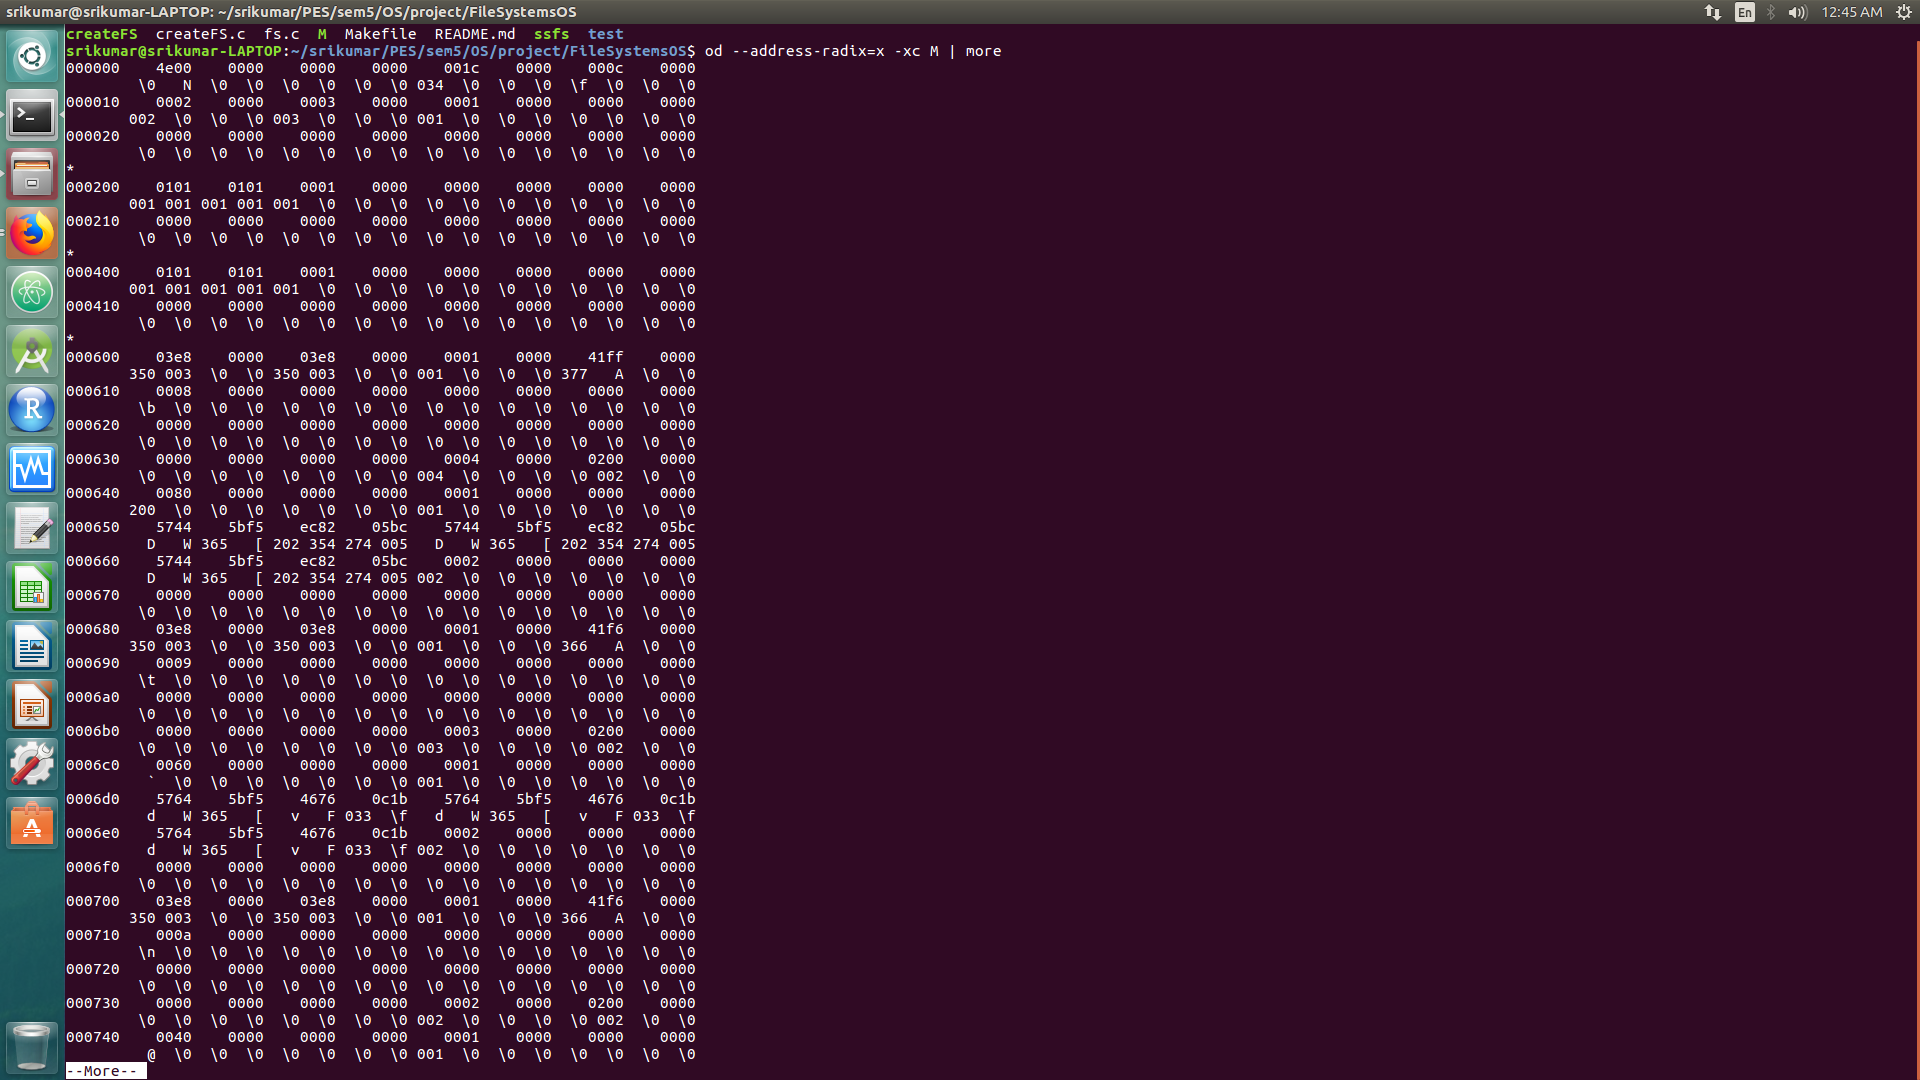 srikumar@srikumar-LAPTOP: ~/srikumar/PES/sem5/OS/project/FileSystemsOS En 12:45 AM
createFS  createFS.c  fs.c  M  Makefile  README.md  ssfs  test
srikumar@srikumar-LAPTOP:~/srikumar/PES/sem5/OS/project/FileSystemsOS$ od --address-radix=x -xc M | more
000000    4e00    0000    0000    0000    001c    0000    000c    0000
        \0   N  \0  \0  \0  \0  \0  \0 034  \0  \0  \0  \f  \0  \0  \0
000010    0002    0000    0003    0000    0001    0000    0000    0000
       002  \0  \0  \0 003  \0  \0  \0 001  \0  \0  \0  \0  \0  \0  \0
000020    0000    0000    0000    0000    0000    0000    0000    0000
        \0  \0  \0  \0  \0  \0  \0  \0  \0  \0  \0  \0  \0  \0  \0  \0
*
000200    0101    0101    0001    0000    0000    0000    0000    0000
       001 001 001 001 001  \0  \0  \0  \0  \0  \0  \0  \0  \0  \0  \0
000210    0000    0000    0000    0000    0000    0000    0000    0000
        \0  \0  \0  \0  \0  \0  \0  \0  \0  \0  \0  \0  \0  \0  \0  \0
*
000400    0101    0101    0001    0000    0000    0000    0000    0000
       001 001 001 001 001  \0  \0  \0  \0  \0  \0  \0  \0  \0  \0  \0
000410    0000    0000    0000    0000    0000    0000    0000    0000
        \0  \0  \0  \0  \0  \0  \0  \0  \0  \0  \0  \0  \0  \0  \0  \0
*
000600    03e8    0000    03e8    0000    0001    0000    41ff    0000
       350 003  \0  \0 350 003  \0  \0 001  \0  \0  \0 377   A  \0  \0
000610    0008    0000    0000    0000    0000    0000    0000    0000
        \b  \0  \0  \0  \0  \0  \0  \0  \0  \0  \0  \0  \0  \0  \0  \0
000620    0000    0000    0000    0000    0000    0000    0000    0000
        \0  \0  \0  \0  \0  \0  \0  \0  \0  \0  \0  \0  \0  \0  \0  \0
000630    0000    0000    0000    0000    0004    0000    0200    0000
        \0  \0  \0  \0  \0  \0  \0  \0 004  \0  \0  \0  \0 002  \0  \0
000640    0080    0000    0000    0000    0001    0000    0000    0000
       200  \0  \0  \0  \0  \0  \0  \0 001  \0  \0  \0  \0  \0  \0  \0
000650    5744    5bf5    ec82    05bc    5744    5bf5    ec82    05bc
         D   W 365   [ 202 354 274 005   D   W 365   [ 202 354 274 005
000660    5744    5bf5    ec82    05bc    0002    0000    0000    0000
         D   W 365   [ 202 354 274 005 002  \0  \0  \0  \0  \0  \0  \0
000670    0000    0000    0000    0000    0000    0000    0000    0000
        \0  \0  \0  \0  \0  \0  \0  \0  \0  \0  \0  \0  \0  \0  \0  \0
000680    03e8    0000    03e8    0000    0001    0000    41f6    0000
       350 003  \0  \0 350 003  \0  \0 001  \0  \0  \0 366   A  \0  \0
000690    0009    0000    0000    0000    0000    0000    0000    0000
        \t  \0  \0  \0  \0  \0  \0  \0  \0  \0  \0  \0  \0  \0  \0  \0
0006a0    0000    0000    0000    0000    0000    0000    0000    0000
        \0  \0  \0  \0  \0  \0  \0  \0  \0  \0  \0  \0  \0  \0  \0  \0
0006b0    0000    0000    0000    0000    0003    0000    0200    0000
        \0  \0  \0  \0  \0  \0  \0  \0 003  \0  \0  \0  \0 002  \0  \0
0006c0    0060    0000    0000    0000    0001    0000    0000    0000
         `  \0  \0  \0  \0  \0  \0  \0 001  \0  \0  \0  \0  \0  \0  \0
0006d0    5764    5bf5    4676    0c1b    5764    5bf5    4676    0c1b
         d   W 365   [   v   F 033  \f   d   W 365   [   v   F 033  \f
0006e0    5764    5bf5    4676    0c1b    0002    0000    0000    0000
         d   W 365   [   v   F 033  \f 002  \0  \0  \0  \0  \0  \0  \0
0006f0    0000    0000    0000    0000    0000    0000    0000    0000
        \0  \0  \0  \0  \0  \0  \0  \0  \0  \0  \0  \0  \0  \0  \0  \0
000700    03e8    0000    03e8    0000    0001    0000    41f6    0000
       350 003  \0  \0 350 003  \0  \0 001  \0  \0  \0 366   A  \0  \0
000710    000a    0000    0000    0000    0000    0000    0000    0000
        \n  \0  \0  \0  \0  \0  \0  \0  \0  \0  \0  \0  \0  \0  \0  \0
000720    0000    0000    0000    0000    0000    0000    0000    0000
        \0  \0  \0  \0  \0  \0  \0  \0  \0  \0  \0  \0  \0  \0  \0  \0
000730    0000    0000    0000    0000    0002    0000    0200    0000
        \0  \0  \0  \0  \0  \0  \0  \0 002  \0  \0  \0  \0 002  \0  \0
000740    0040    0000    0000    0000    0001    0000    0000    0000
         @  \0  \0  \0  \0  \0  \0  \0 001  \0  \0  \0  \0  \0  \0  \0
--More--